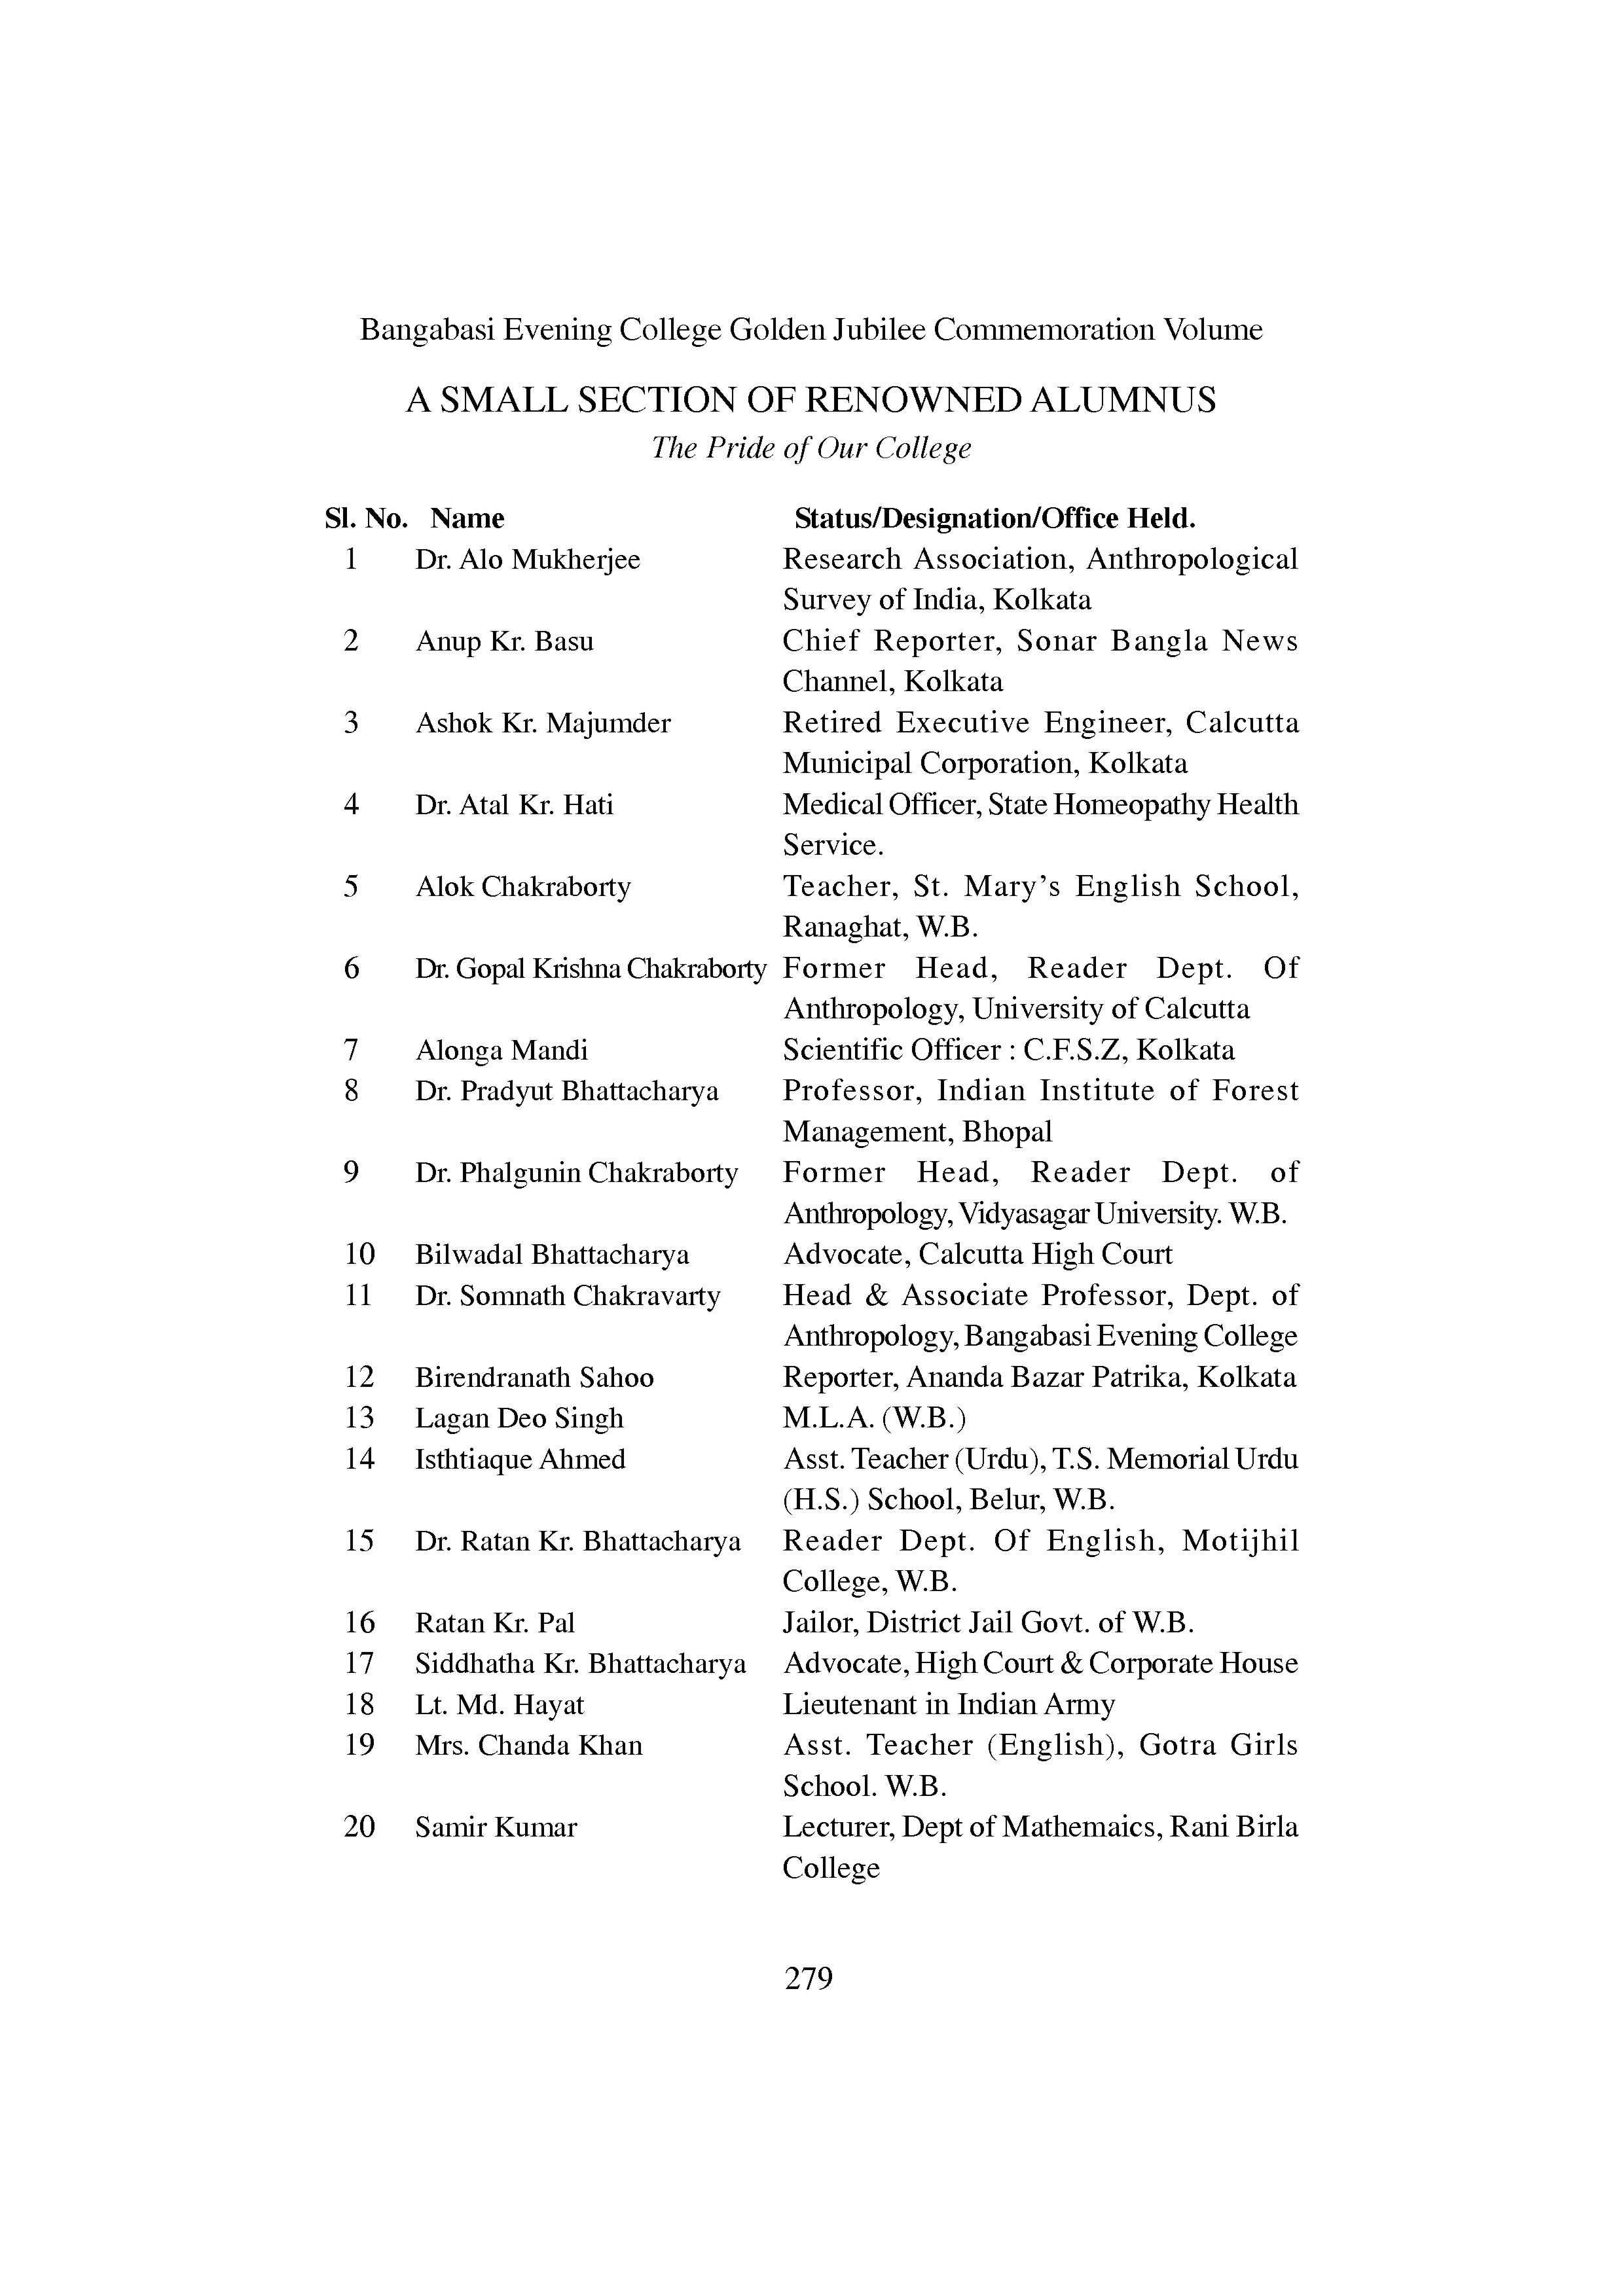 Bangabasi Evening College Golden Jubilee Commemoration Volume
A SMALL SECTION OF RENOWNED ALUMNUS
The Pride of Our College
Sl. No. Name Status/Designation/Office Held.
1 Dr. Alo Mukherjee Research Association, Anthropological
Survey of India, Kolkata
2 Anup Kr. Basu Chief Reporter, Sonar Bangla News
Channel, Kolkata
3 Ashok Kr. Majumder Retired Executive Engineer, Calcutta
Municipal Corporation, Kolkata
4 Dr. Atal Kr. Hati Medical Officer, State Homeopathy Health
Service.
5 Alok Chakraborty Teacher, St. Mary’s English School,
Ranaghat, W.B.
6 Dr. Gopal Krishna Chakraborty Former Head, Reader Dept. Of
Anthropology, University of Calcutta
7 Alonga Mandi Scientific Officer : C.F.S.Z, Kolkata
8 Dr. Pradyut Bhattacharya Professor, Indian Institute of Forest
Management, Bhopal
9 Dr. Phalgunin Chakraborty Former Head, Reader Dept. of
Anthropology, Vidyasagar University. W.B.
10 Bilwadal Bhattacharya Advocate, Calcutta High Court
11 Dr. Somnath Chakravarty Head & Associate Professor, Dept. of
Anthropology, Bangabasi Evening College
12 Birendranath Sahoo Reporter, Ananda Bazar Patrika, Kolkata
13 Lagan Deo Singh M.L.A. (W.B.)
14 Isthtiaque Ahmed Asst. Teacher (Urdu), T.S. Memorial Urdu
(H.S.) School, Belur, W.B.
15 Dr. Ratan Kr. Bhattacharya Reader Dept. Of English, Motijhil
College, W.B.
16 Ratan Kr. Pal Jailor, District Jail Govt. of W.B.
17 Siddhatha Kr. Bhattacharya Advocate, High Court & Corporate House
18 Lt. Md. Hayat Lieutenant in Indian Army
19 Mrs. Chanda Khan Asst. Teacher (English), Gotra Girls
School. W.B.
20 Samir Kumar Lecturer, Dept of Mathemaics, Rani Birla
College
279